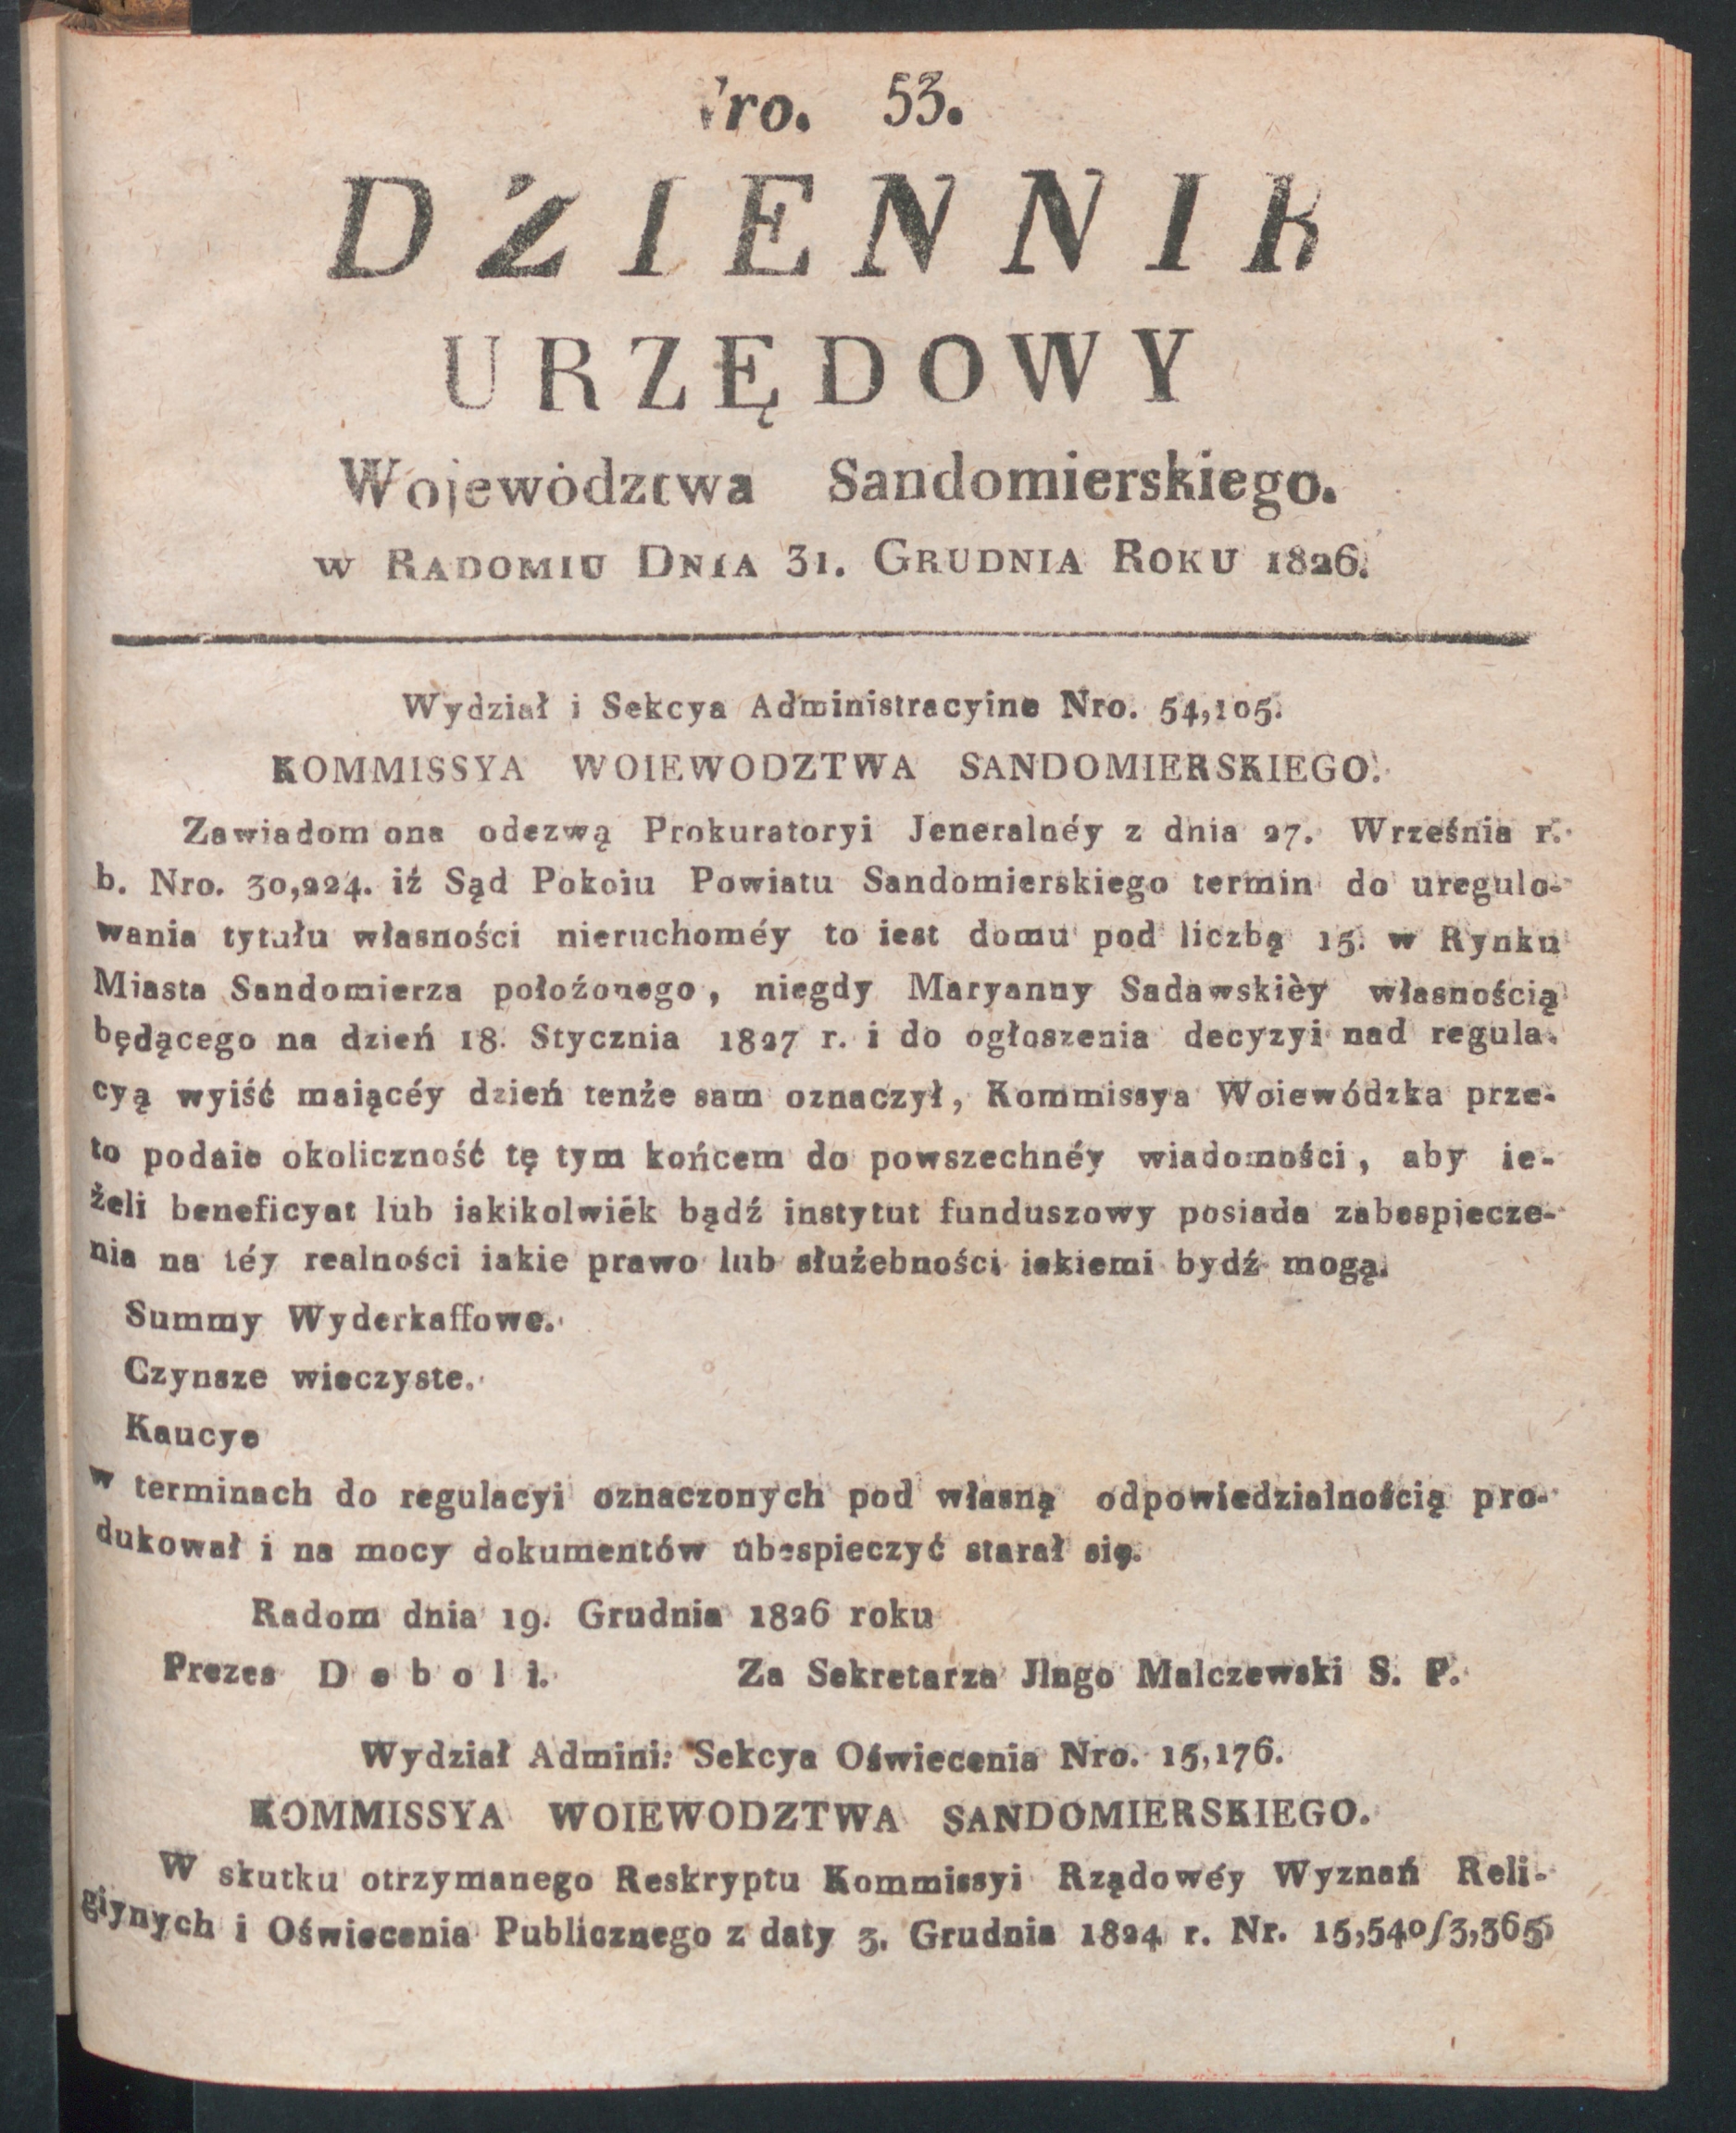 Nro. 53.
DZIENNIK
URZĘDOWY
Wojewodztwa Sandomierskiego.
w Radomiu Dnia 31. Grudnia Roku 1826.
Wydział i Sekcya Administracyine Nro. 54,105.
KOMMISSYA WOIEWODZTWA SANDOMIERSKIEGO.
Zawiadom ona odezwą Prokuratoryi Jeneralnéy z dnia 27. Września r.
b. Nro. 30,224. iż Sąd Pokoiu Powiatu Sandomierskiego termin do uregulo-
wania tytułu własności nieruchoméy to iest domu pod liczbą 15. w Rynku
Miasta Sandomierza położonego, niegdy Maryanny Sadawskièy własnością
będącego na dzień 18. Stycznia 1827 r. i do ogłoszenia decyzyi nad regula-
cyą wyiść maiącéy dzień tenże sam oznaczył, Kommissya Woiewódzka prze-
to podaie okoliczność tę tym końcem do powszechnéy wiadomości, aby ie-
żeli beneficyat lub iakikolwiék bądź instytut funduszowy posiada zabespiecze-
nia na téy realności iakie prawo lub służebności iakiemi bydź mogą.
Summy Wyderkaffowe.
Czynsze wieczyste.
Kaucye
w terminach do regulacyi oznaczonych pod własną odpowiedzialnością pro-
dukował i na mocy dokumentów ubespieczyć starał się.
Radom dnia 19. Grudnia 1826 roku
Prezes Deboli. Za Sekretarza Jlngo Malczewski S. P.
Wydział Admini: Sekcya Oświecenia Nro. 15,176.
KOMMISSYA WOIEWODZTWA SANDOMIERSKIEGO.
W skutku otrzymanego Reskryptu Kommissyi Rządowéy Wyznań Reli-
giynych i Oświecenia Publicznego z daty 3. Grudnia 1824 r. Nr. 15,540/3,365